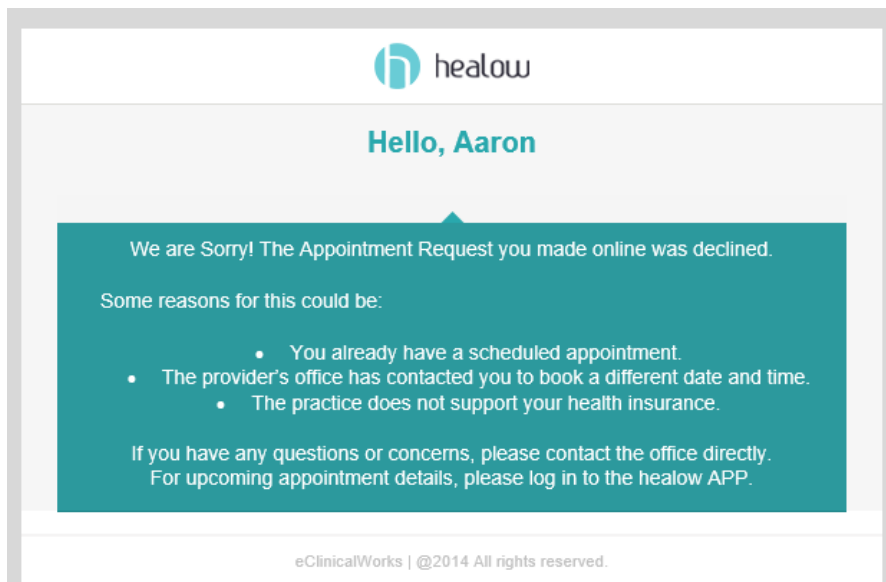 healow
Hello, Aaron
We are Sorry! The Appointment Request you made online was declined.
Some reasons for this could be:
• You already have a scheduled appointment.
• The provider's office has contacted you to book a different date and time.
• The practice does not support your health insurance.
If you have any questions or concerns, please contact the office directly.
For upcoming appointment details, please log in to the healow APP.
eClinicalWorks | @2014 All rights reserved.